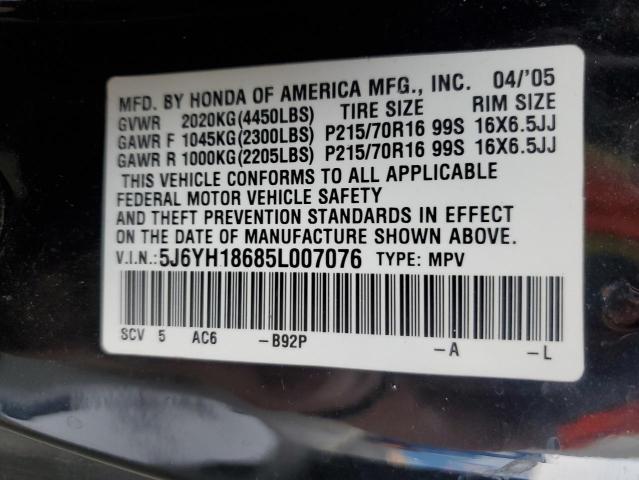 MFD. BY HONDA OF AMERICA MFG., INC. 04/'05
GVWR 2020KG(4450LBS) TIRE SIZE RIM SIZE
GAWR F 1045KG(2300LBS) P215/70R16 99S 16X6.5JJ
GAWR R 1000KG(2205LBS) P215/70R16 99S 16X6.5JJ
THIS VEHICLE CONFORMS TO ALL APPLICABLE
FEDERAL MOTOR VEHICLE SAFETY
AND THEFT PREVENTION STANDARDS IN EFFECT
ON THE DATE OF MANUFACTURE SHOWN ABOVE.
V.I.N.:5J6YH18685L007076 TYPE: MPV
SCV 5 AC6 -B92P -A -L